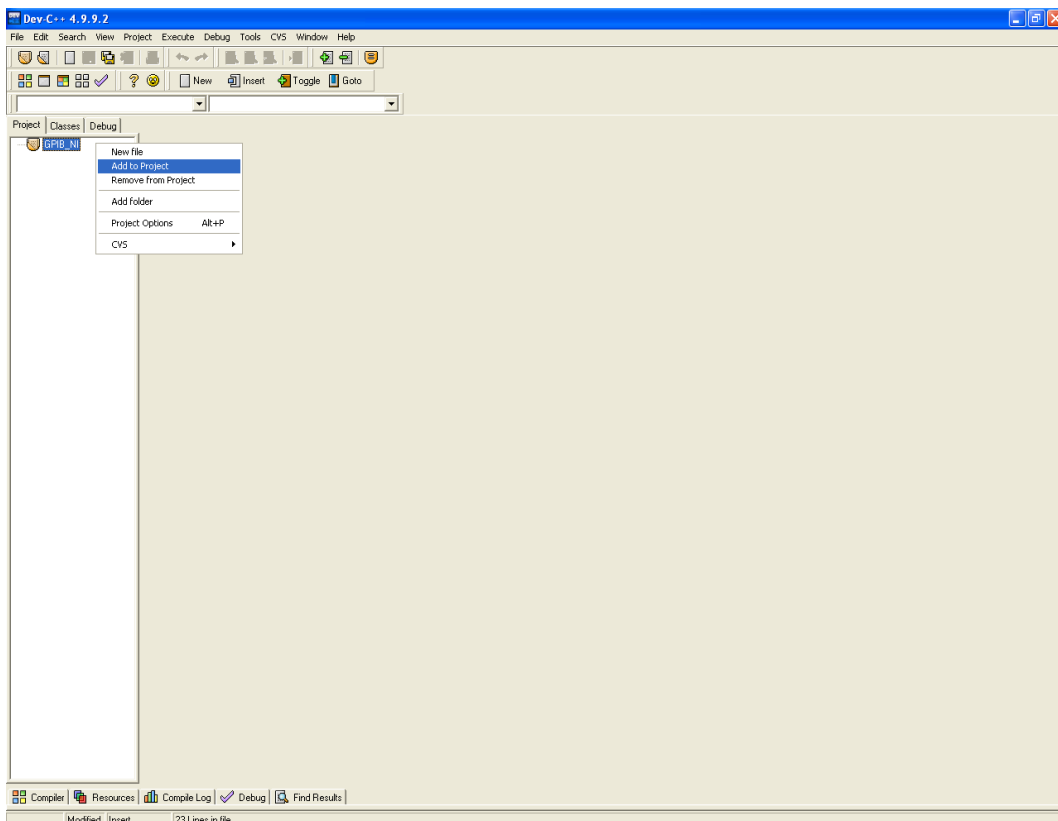 Dev-C++ 4.9.9.2
File Edit Search View Project Execute Debug Tools CVS Window Help
New Insert Toggle Goto
Project Classes Debug
GPIB_NI
New file
Add to Project
Remove from Project
Add folder
Project Options Alt+P
CVS
Compiler Resources Compile Log Debug Find Results
Modified Insert 23 Lines in file